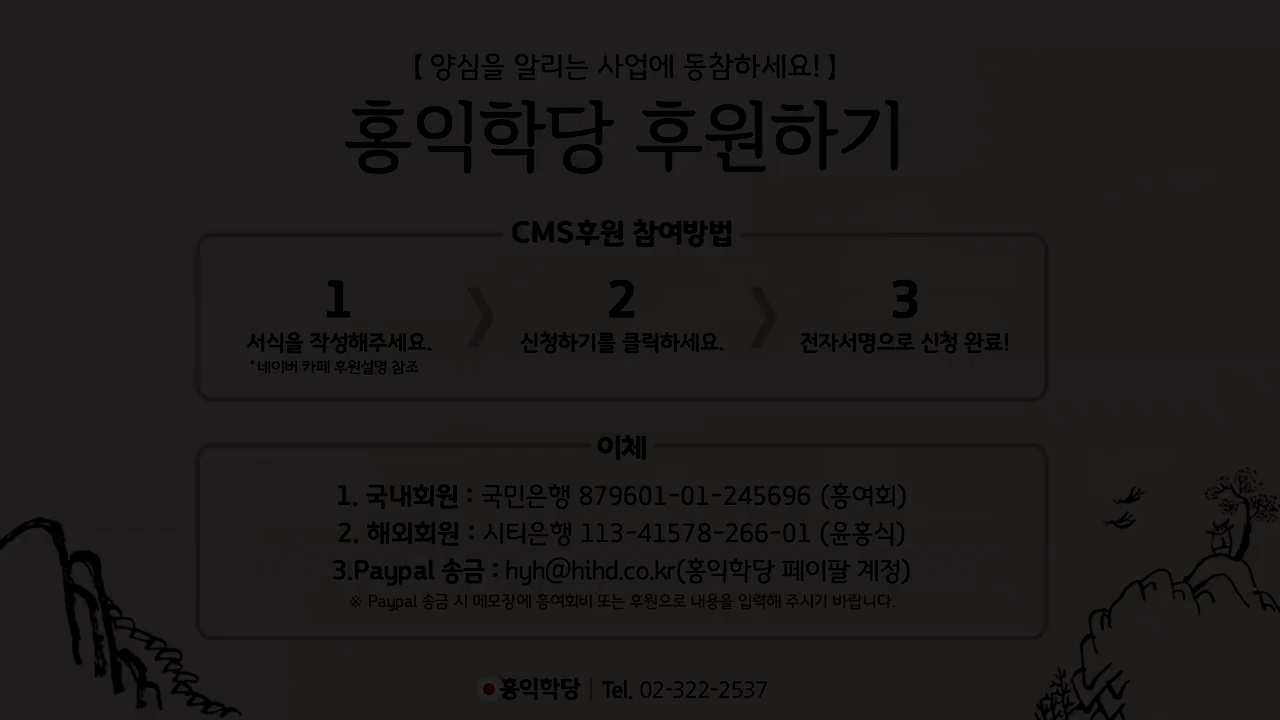 【 양심을 알리는 사업에 동참하세요! 】
홍익학당 후원하기
CMS후원 참여방법
1
서식을 작성해주세요.
*네이버 카페 후원설명 참조
2
신청하기를 클릭하세요.
3
전자서명으로 신청 완료!
이체
1. 국내회원 : 국민은행 879601-01-245696 (흥여회)
2. 해외회원 : 시티은행 113-41578-266-01 (윤홍식)
3.Paypal 송금 : hyh@hihd.co.kr(홍익학당 페이팔 계정)
※ Paypal 송금 시 메모장에 흥여회비 또는 후원으로 내용을 입력해 주시기 바랍니다.
홍익학당 | Tel. 02-322-2537